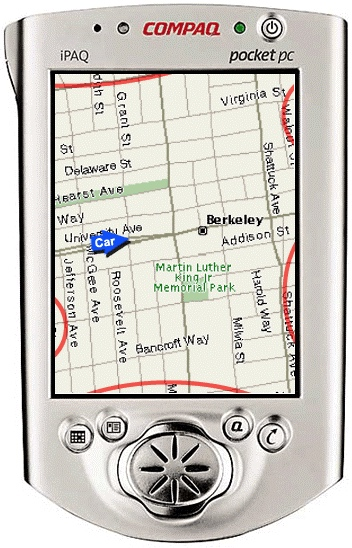 COMPAQ
iPAQ
pocket pc
Grant St
Virginia St
St
Delaware St
Hearst Ave
Way
University Ave
Shattuck Ave
Berkeley
Car
Addison St
Martin Luther
King Jr
Memorial Park
Jefferson Ave
McGee Ave
Roosevelt Ave
Harold Way
Shattuck Ave
Milvia St
Bancroft Way
M
Q